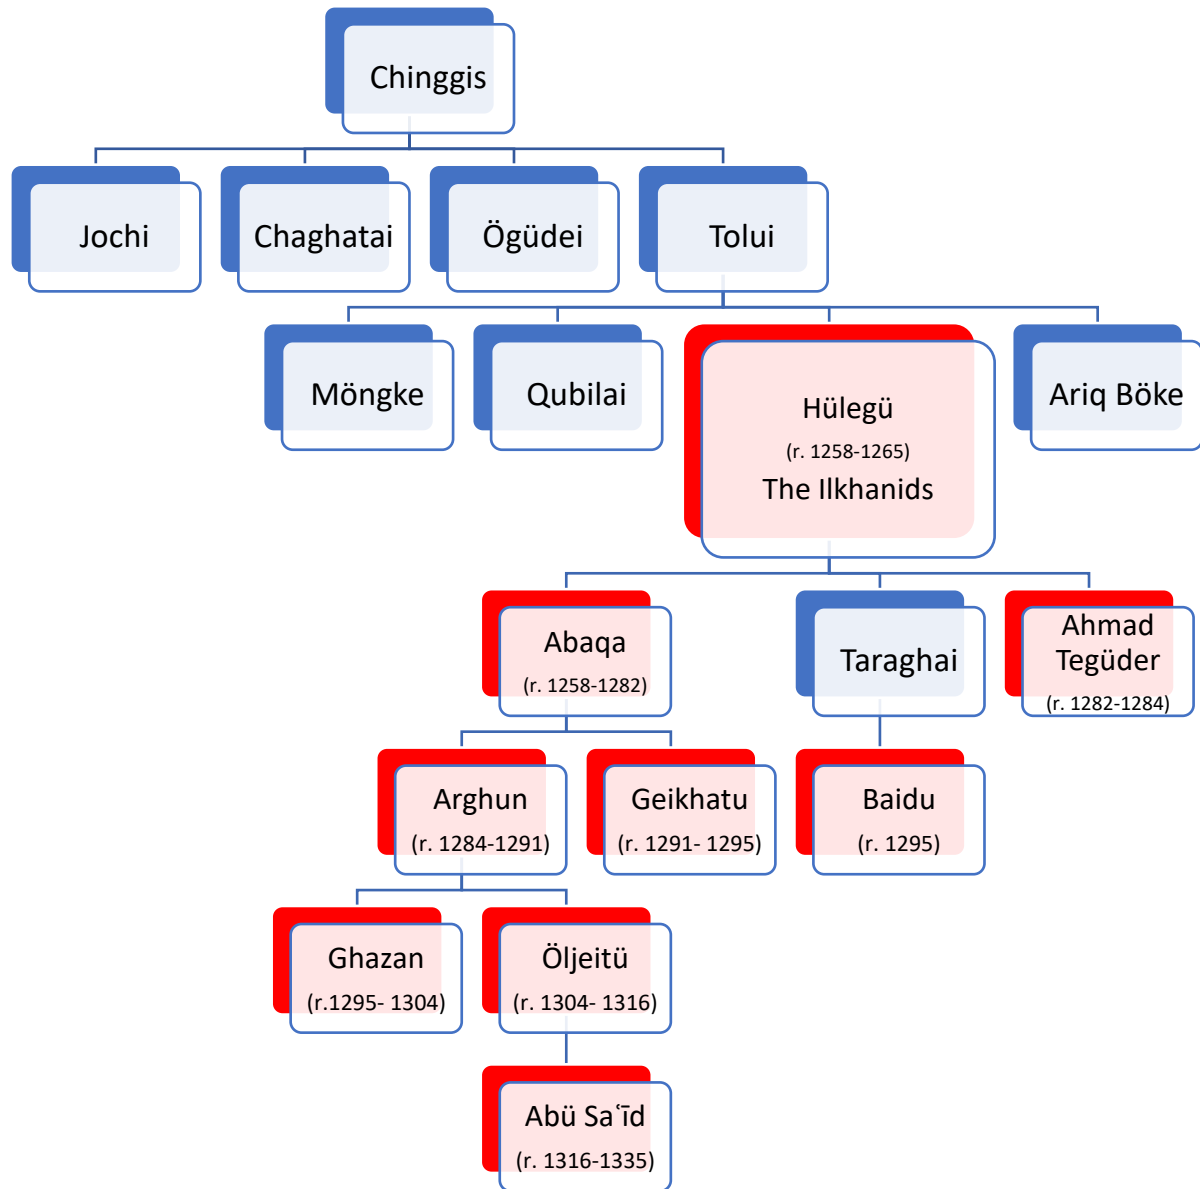 Chinggis
Jochi
Chaghatai
Ögüdei
Tolui
Möngke
Qubilai
Hülegü
(r. 1258-1265)
The Ilkhanids
Ariq Böke
Abaqa
(r. 1258-1282)
Taraghai
Ahmad
Tegüder
(r. 1282-1284)
Arghun
(r. 1284-1291)
Geikhatu
(r. 1291- 1295)
Baidu
(r. 1295)
Ghazan
(r.1295- 1304)
Öljeitü
(r. 1304- 1316)
Abü Saʿīd
(r. 1316-1335)